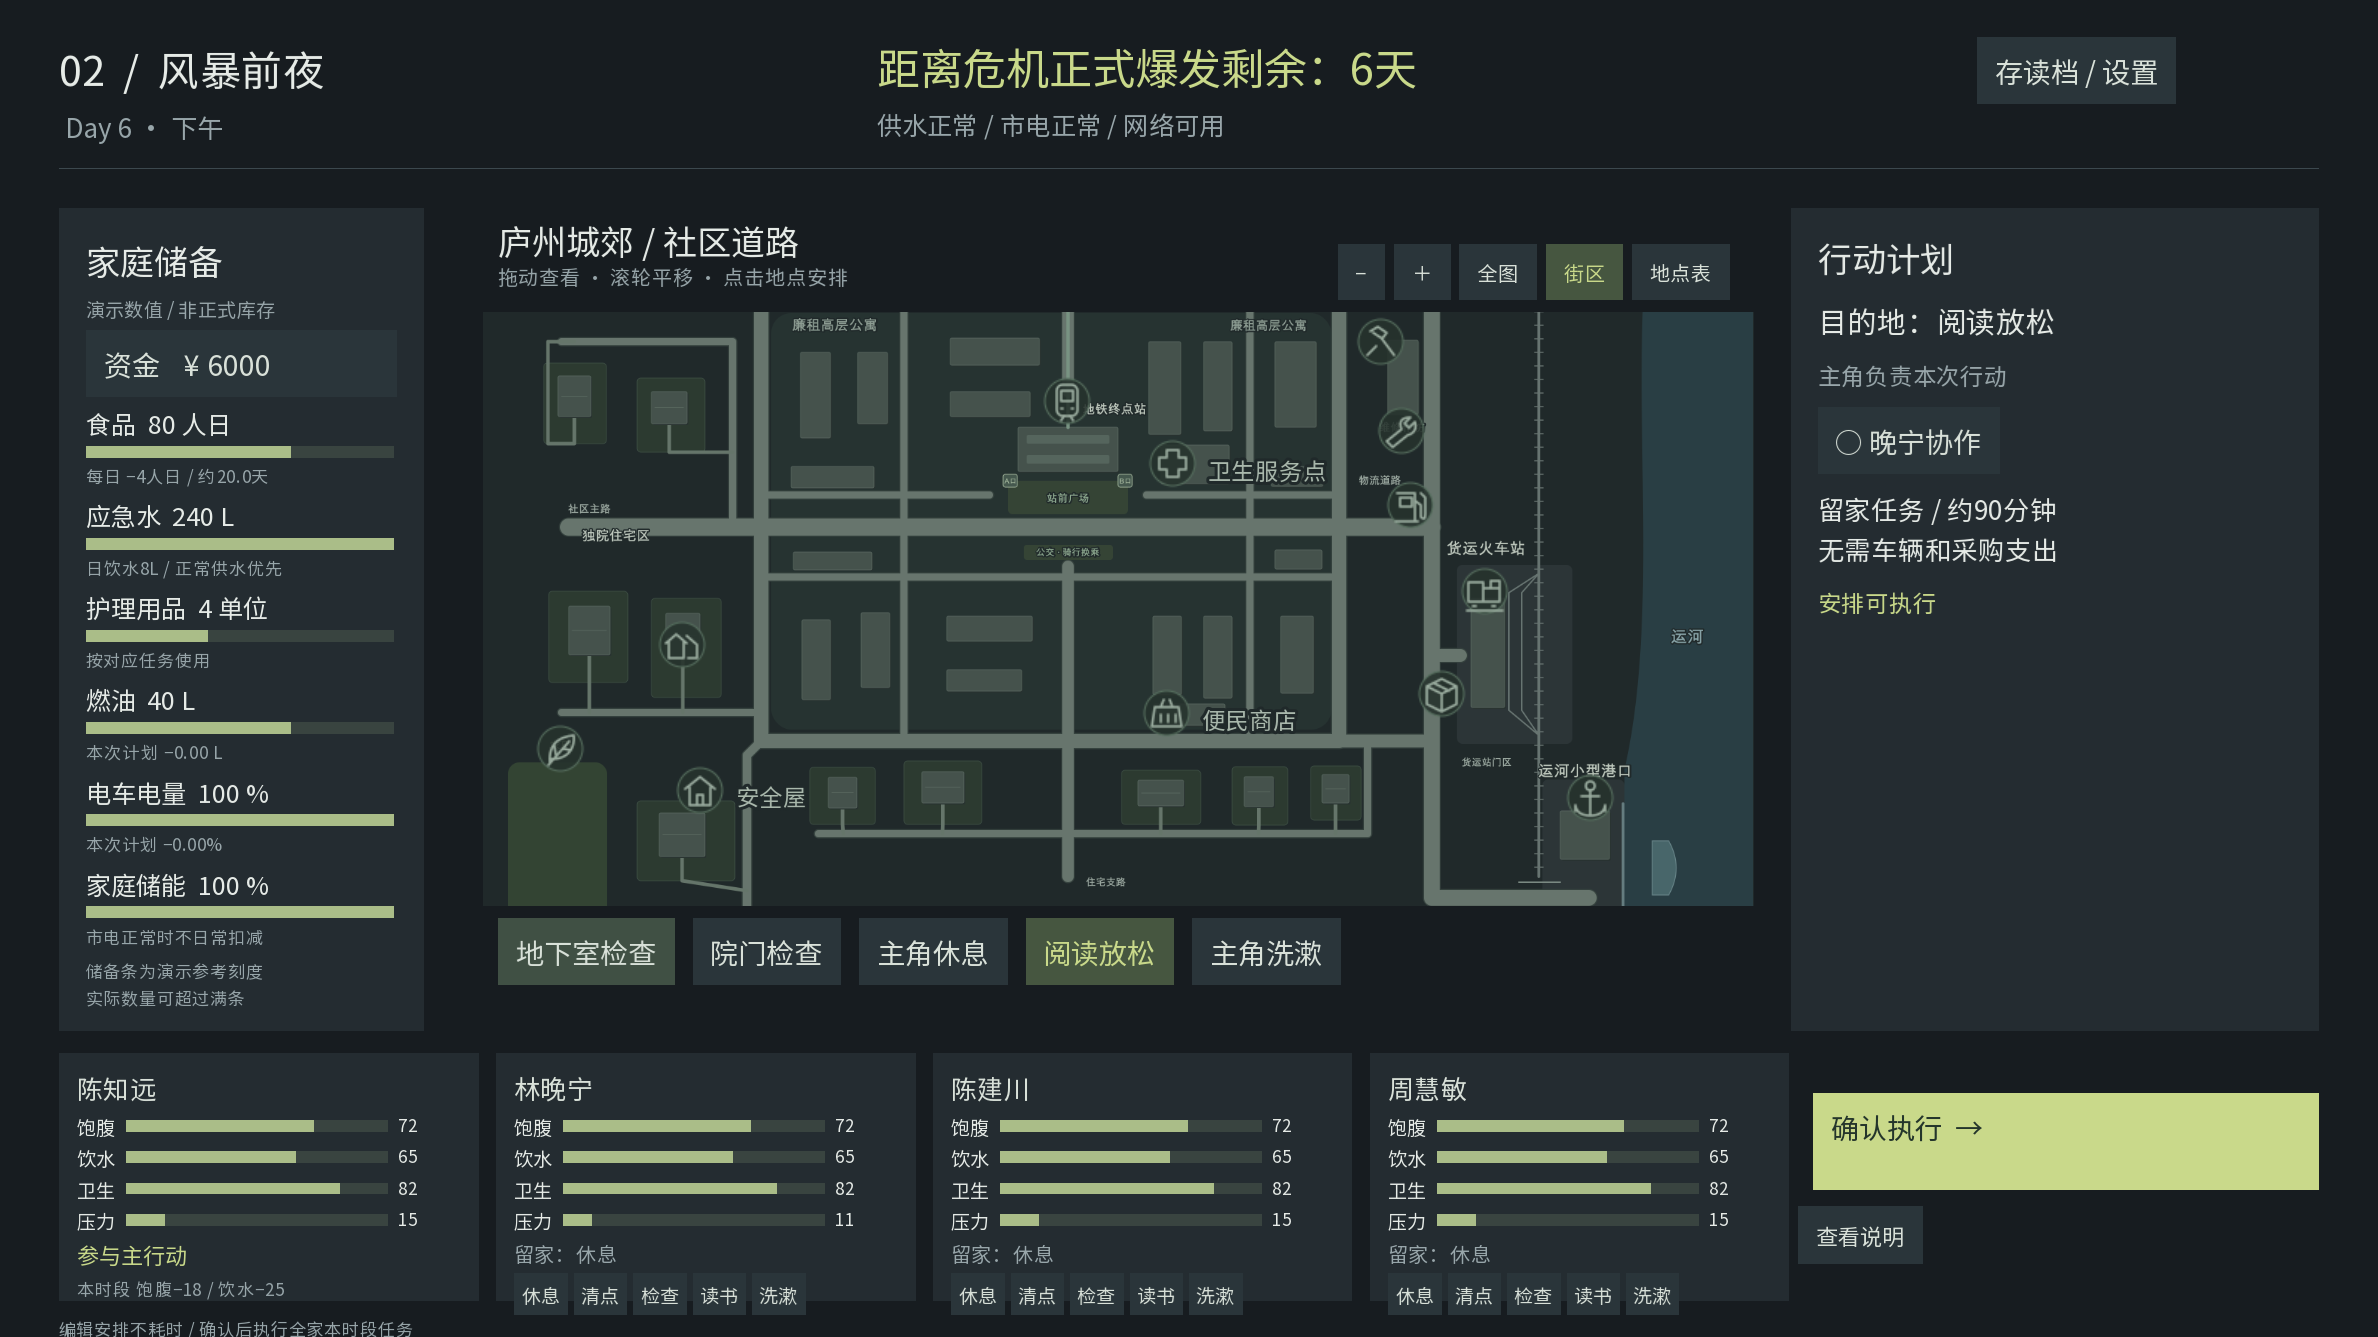 02 / 风暴前夜
Day 6 · 下午
距离危机正式爆发剩余：6天
供水正常 / 市电正常 / 网络可用
存读档 / 设置
家庭储备
演示数值 / 非正式库存
资金 ¥ 6000
食品 80 人日
每日 −4人日 / 约20.0天
应急水 240 L
日饮水8L / 正常供水优先
护理用品 4 单位
按对应任务使用
燃油 40 L
本次计划 −0.00 L
电车电量 100 %
本次计划 −0.00%
家庭储能 100 %
市电正常时不日常扣减
储备条为演示参考刻度
实际数量可超过满条
庐州城郊 / 社区道路
拖动查看 · 滚轮平移 · 点击地点安排
− + 全图 街区 地点表
廉租高层公寓
廉租高层公寓
地铁终点站
卫生服务点
A口
B口
站前广场
物流道路
社区主路
独院住宅区
公交·骑行换乘
货运火车站
运河
便民商店
货运站门区
运河小型港口
安全屋
住宅支路
地下室检查 院门检查 主角休息 阅读放松 主角洗漱
行动计划
目的地：阅读放松
主角负责本次行动
○ 晚宁协作
留家任务 / 约90分钟
无需车辆和采购支出
安排可执行
陈知远
饱腹 72
饮水 65
卫生 82
压力 15
参与主行动
本时段 饱腹−18 / 饮水−25
林晚宁
饱腹 72
饮水 65
卫生 82
压力 11
留家：休息
休息 清点 检查 读书 洗漱
陈建川
饱腹 72
饮水 65
卫生 82
压力 15
留家：休息
休息 清点 检查 读书 洗漱
周慧敏
饱腹 72
饮水 65
卫生 82
压力 15
留家：休息
休息 清点 检查 读书 洗漱
确认执行 →
查看说明
编辑安排不耗时 / 确认后执行全家本时段任务